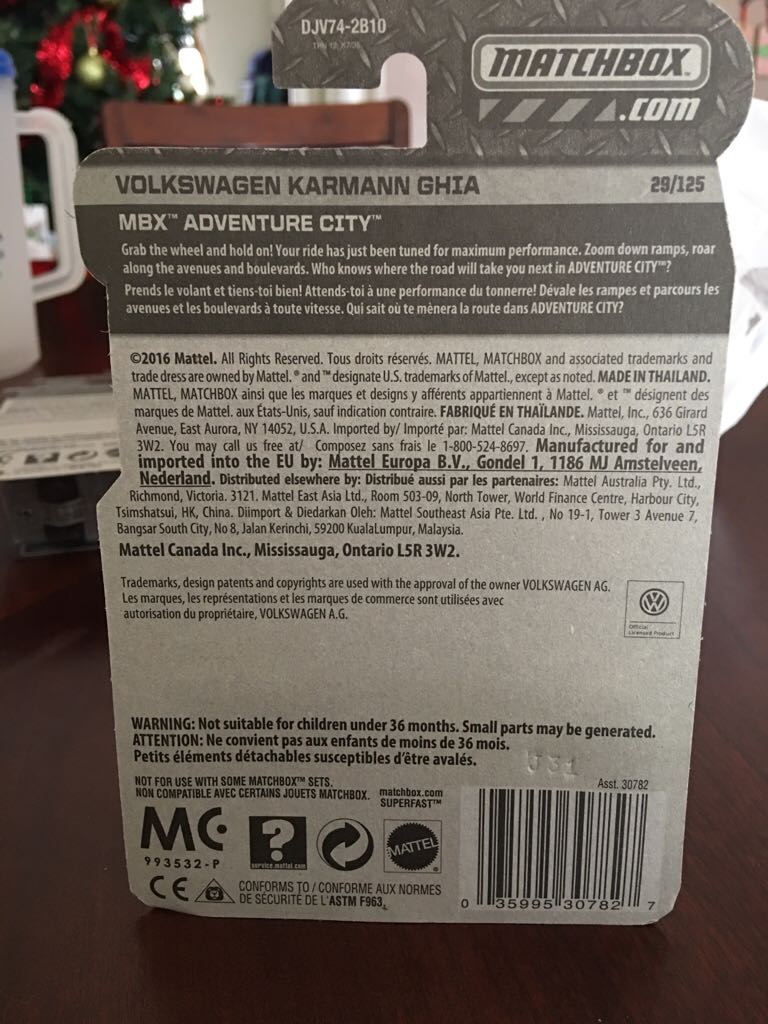 DJV74-2B10
MATCHBOX
.com
VOLKSWAGEN KARMANN GHIA 29/125
MBX™ ADVENTURE CITY™
Grab the wheel and hold on! Your ride has just been tuned for maximum performance. Zoom down ramps, roar
along the avenues and boulevards. Who knows where the road will take you next in ADVENTURE CITY™?
Prends le volant et tiens-toi bien! Attends-toi à une performance du tonnerre! Dévale les rampes et parcours les
avenues et les boulevards à toute vitesse. Qui sait où te mènera la route dans ADVENTURE CITY?
©2016 Mattel. All Rights Reserved. Tous droits réservés. MATTEL, MATCHBOX and associated trademarks and
trade dress are owned by Mattel. ® and ™ designate U.S. trademarks of Mattel., except as noted. MADE IN THAILAND.
MATTEL, MATCHBOX ainsi que les marques et designs y afférents appartiennent à Mattel. ® et ™ désignent des
marques de Mattel. aux États-Unis, sauf indication contraire. FABRIQUÉ EN THAÏLANDE. Mattel, Inc., 636 Girard
Avenue, East Aurora, NY 14052, U.S.A. Imported by/ Importé par: Mattel Canada Inc., Mississauga, Ontario L5R
3W2. You may call us free at/ Composez sans frais le 1-800-524-8697. Manufactured for and
imported into the EU by: Mattel Europa B.V., Gondel 1, 1186 MJ Amstelveen,
Nederland. Distributed elsewhere by: Distribué aussi par les partenaires: Mattel Australia Pty. Ltd.,
Richmond, Victoria. 3121. Mattel East Asia Ltd., Room 503-09, North Tower, World Finance Centre, Harbour City,
Tsimshatsui, HK, China. Diimport & Diedarkan Oleh: Mattel Southeast Asia Pte. Ltd. , No 19-1, Tower 3 Avenue 7,
Bangsar South City, No 8, Jalan Kerinchi, 59200 KualaLumpur, Malaysia.
Mattel Canada Inc., Mississauga, Ontario L5R 3W2.
Trademarks, design patents and copyrights are used with the approval of the owner VOLKSWAGEN AG.
Les marques, les représentations et les marques de commerce sont utilisées avec
autorisation du propriétaire, VOLKSWAGEN A.G.
Official
Licensed Product
WARNING: Not suitable for children under 36 months. Small parts may be generated.
ATTENTION: Ne convient pas aux enfants de moins de 36 mois.
Petits éléments détachables susceptibles d'être avalés.
J31
NOT FOR USE WITH SOME MATCHBOX™ SETS.
NON COMPATIBLE AVEC CERTAINS JOUETS MATCHBOX.
matchbox.com
SUPERFAST™
Asst. 30782
MC
993532-P
?
service.mattel.com
MATTEL
®
CE
CONFORMS TO / CONFORME AUX NORMES
DE SÉCURITÉ DE L'ASTM F963.
0 35995 30782 7